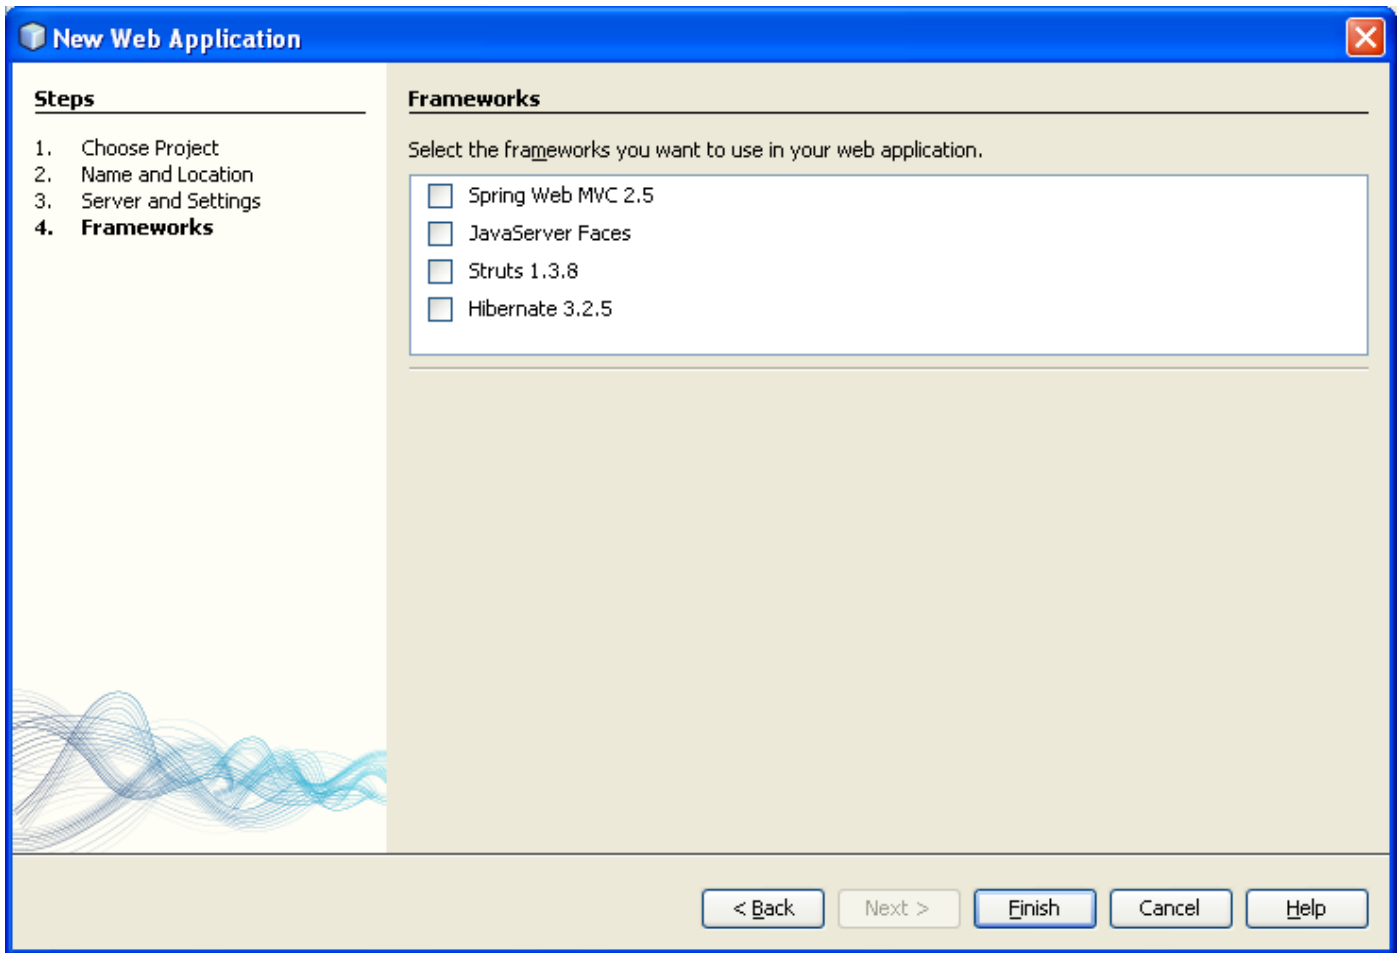 New Web Application
Steps
1. Choose Project
2. Name and Location
3. Server and Settings
4. Frameworks
Frameworks
Select the frameworks you want to use in your web application.
Spring Web MVC 2.5
JavaServer Faces
Struts 1.3.8
Hibernate 3.2.5
< Back
Next >
Finish
Cancel
Help